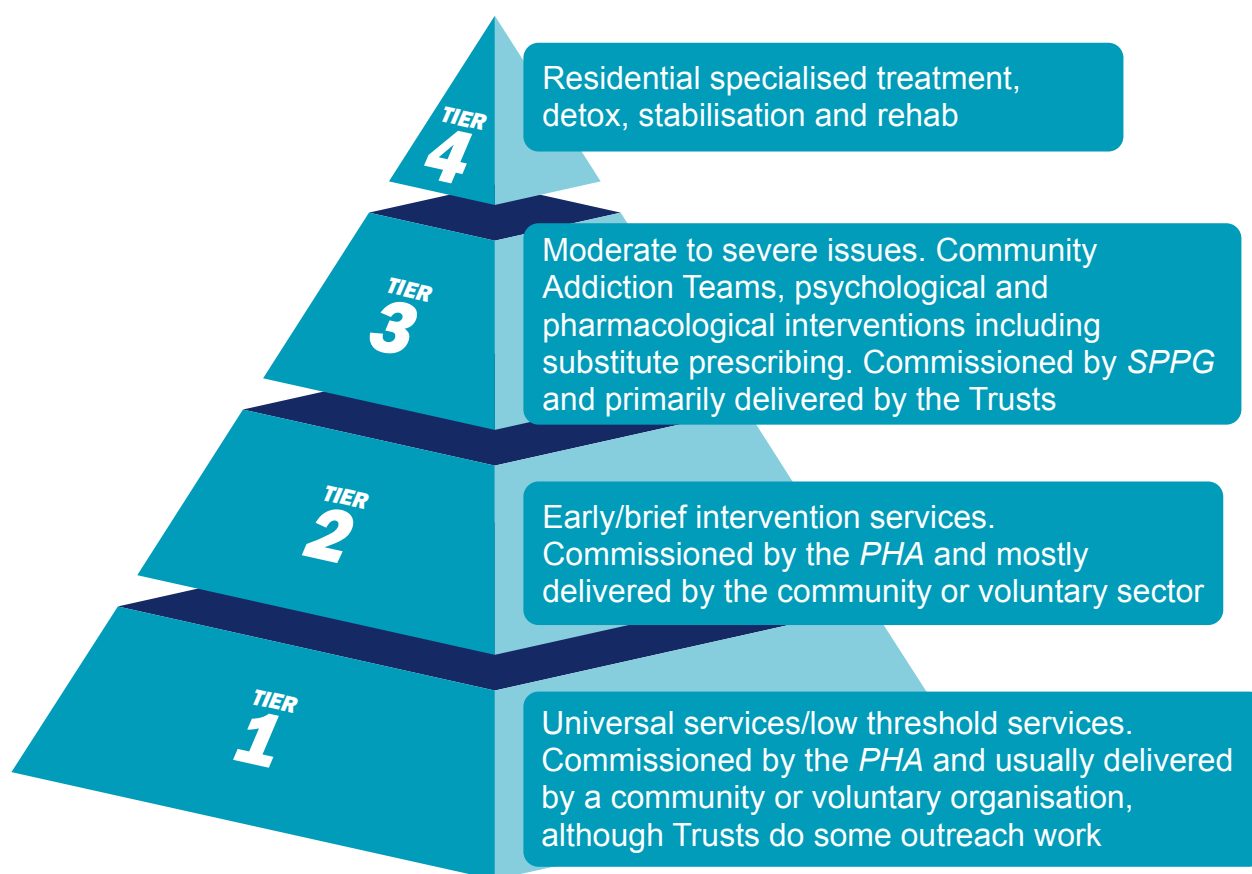 TIER
4
Residential specialised treatment,
detox, stabilisation and rehab
TIER
3
Moderate to severe issues. Community
Addiction Teams, psychological and
pharmacological interventions including
substitute prescribing. Commissioned by SPPG
and primarily delivered by the Trusts
TIER
2
Early/brief intervention services.
Commissioned by the PHA and mostly
delivered by the community or voluntary sector
TIER
1
Universal services/low threshold services.
Commissioned by the PHA and usually delivered
by a community or voluntary organisation,
although Trusts do some outreach work